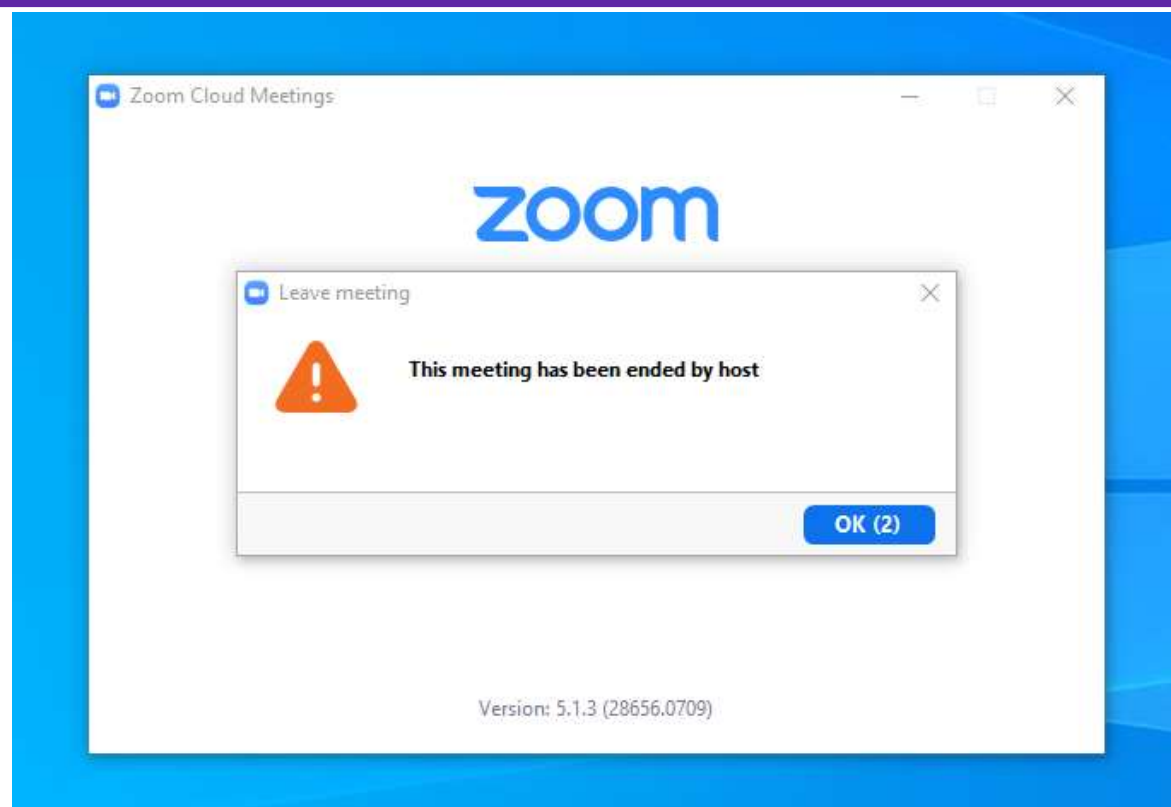 Zoom Cloud Meetings
zoom
Leave meeting
This meeting has been ended by host
OK (2)
Version: 5.1.3 (28656.0709)